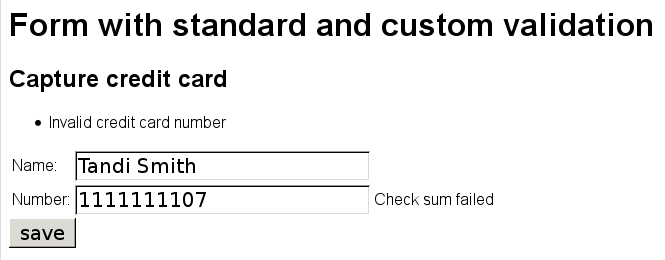 Form with standard and custom validation
Capture credit card
Invalid credit card number
Name: Tandi Smith
Number: 1111111107 Check sum failed
save